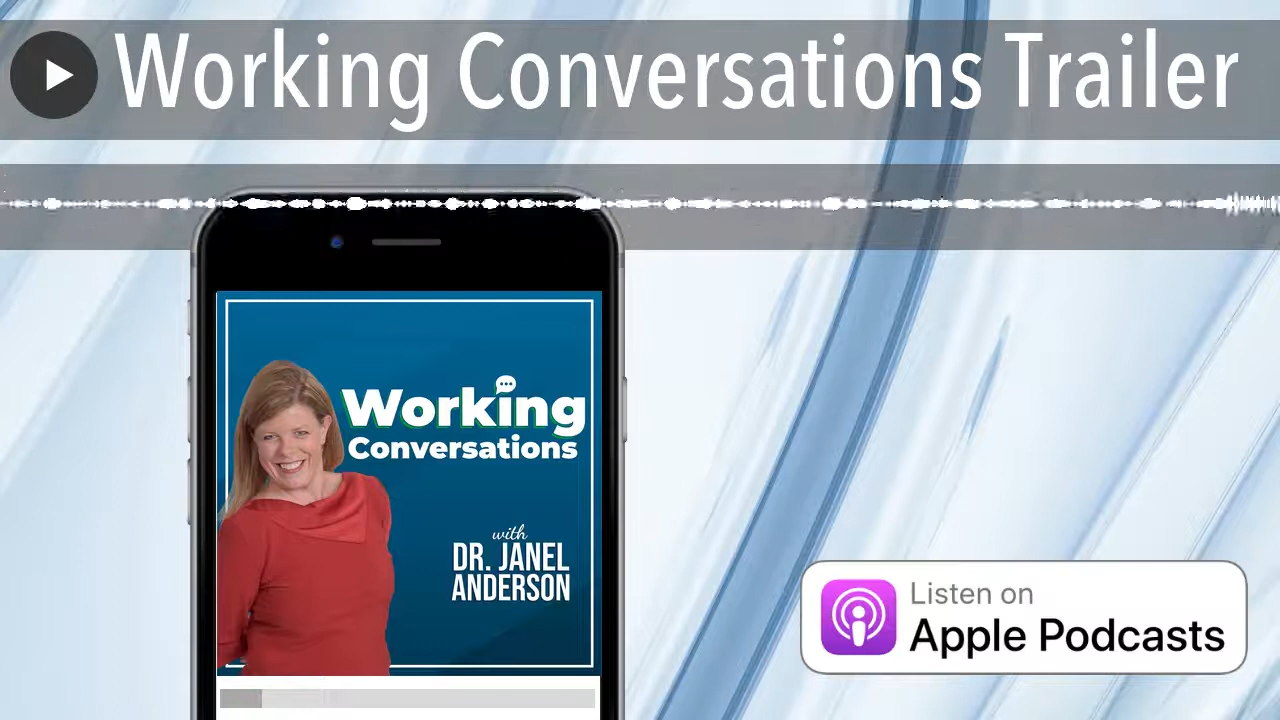 Working Conversations Trailer
Working
Conversations
with
DR. JANEL
ANDERSON
Listen on
Apple Podcasts